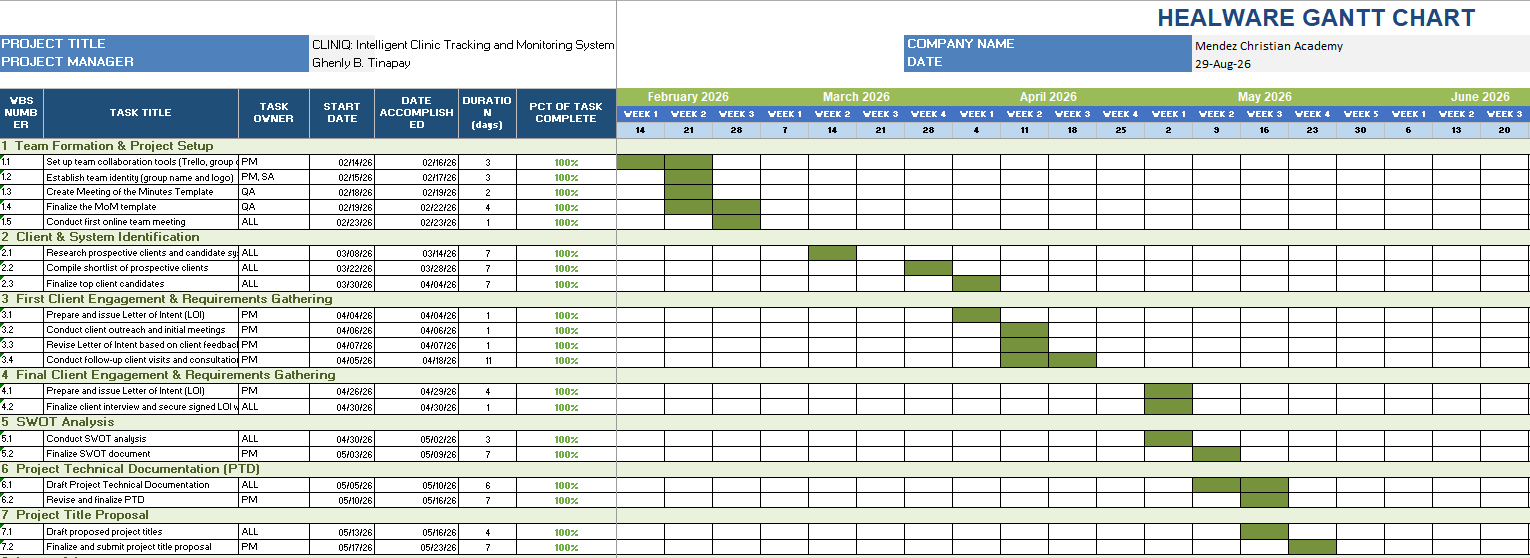 HEALWARE GANTT CHART
PROJECT TITLE CLINIQ: Intelligent Clinic Tracking and Monitoring System COMPANY NAME Mendez Christian Academy
PROJECT MANAGER Ghenly B. Tinapay DATE 29-Aug-26
WBS NUMBER TASK TITLE TASK OWNER START DATE DATE ACCOMPLISHED DURATION (days) PCT OF TASK COMPLETE
February 2026 March 2026 April 2026 May 2026 June 2026
WEEK 1 WEEK 2 WEEK 3 WEEK 1 WEEK 2 WEEK 3 WEEK 4 WEEK 1 WEEK 2 WEEK 3 WEEK 4 WEEK 1 WEEK 2 WEEK 3 WEEK 4 WEEK 5 WEEK 1 WEEK 2 WEEK 3
14 21 28 7 14 21 28 4 11 18 25 2 9 16 23 30 6 13 20
1 Team Formation & Project Setup
1.1 Set up team collaboration tools (Trello, group PM 02/14/26 02/16/26 3 100%
1.2 Establish team identity (group name and logo) PM, SA 02/15/26 02/17/26 3 100%
1.3 Create Meeting of the Minutes Template QA 02/18/26 02/19/26 2 100%
1.4 Finalize the MoM template QA 02/19/26 02/22/26 4 100%
1.5 Conduct first online team meeting ALL 02/23/26 02/23/26 1 100%
2 Client & System Identification
2.1 Research prospective clients and candidate ALL 03/08/26 03/14/26 7 100%
2.2 Compile shortlist of prospective clients ALL 03/22/26 03/28/26 7 100%
2.3 Finalize top client candidates ALL 03/30/26 04/04/26 7 100%
3 First Client Engagement & Requirements Gathering
3.1 Prepare and issue Letter of Intent (LOI) PM 04/04/26 04/04/26 1 100%
3.2 Conduct client outreach and initial meetings PM 04/06/26 04/06/26 1 100%
3.3 Revise Letter of Intent based on client feedbac PM 04/07/26 04/07/26 1 100%
3.4 Conduct follow-up client visits and consultatio PM 04/05/26 04/18/26 11 100%
4 Final Client Engagement & Requirements Gathering
4.1 Prepare and issue Letter of Intent (LOI) PM 04/26/26 04/29/26 4 100%
4.2 Finalize client interview and secure signed LOI ALL 04/30/26 04/30/26 1 100%
5 SWOT Analysis
5.1 Conduct SWOT analysis ALL 04/30/26 05/02/26 3 100%
5.2 Finalize SWOT document PM 05/03/26 05/09/26 7 100%
6 Project Technical Documentation (PTD)
6.1 Draft Project Technical Documentation ALL 05/05/26 05/10/26 6 100%
6.2 Revise and finalize PTD PM 05/10/26 05/16/26 7 100%
7 Project Title Proposal
7.1 Draft proposed project titles ALL 05/13/26 05/16/26 4 100%
7.2 Finalize and submit project title proposal PM 05/17/26 05/23/26 7 100%